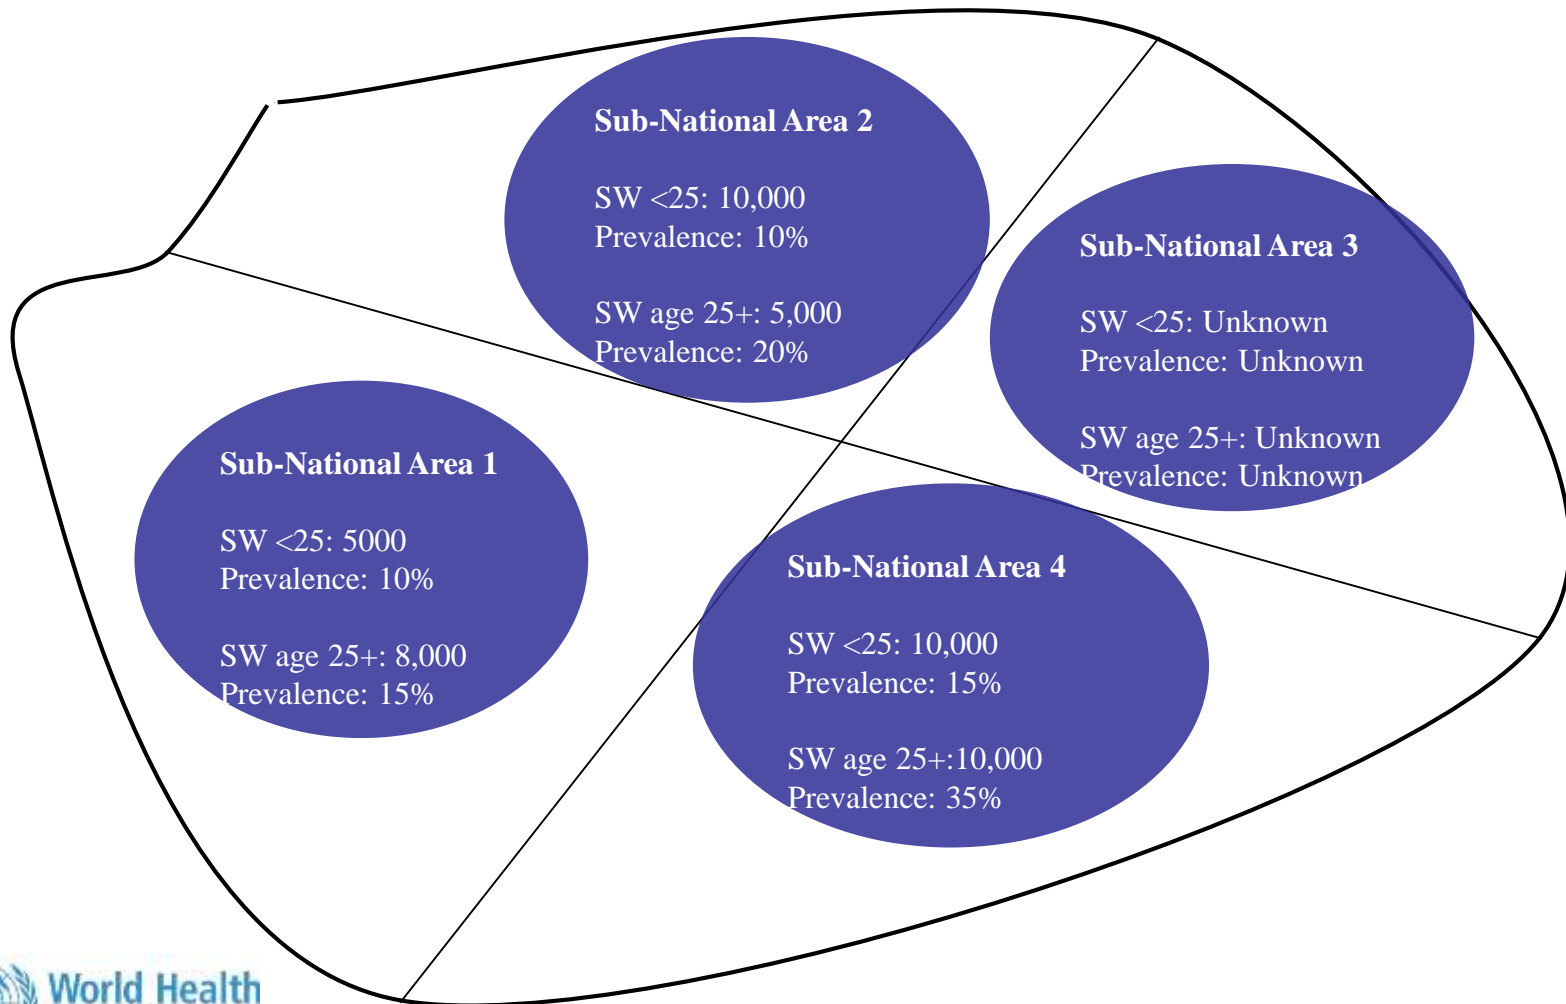 Sub-National Area 2
SW <25: 10,000
Prevalence: 10%
SW age 25+: 5,000
Prevalence: 20%
Sub-National Area 3
SW <25: Unknown
Prevalence: Unknown
SW age 25+: Unknown
Prevalence: Unknown
Sub-National Area 1
SW <25: 5000
Prevalence: 10%
SW age 25+: 8,000
Prevalence: 15%
Sub-National Area 4
SW <25: 10,000
Prevalence: 15%
SW age 25+:10,000
Prevalence: 35%
World Health